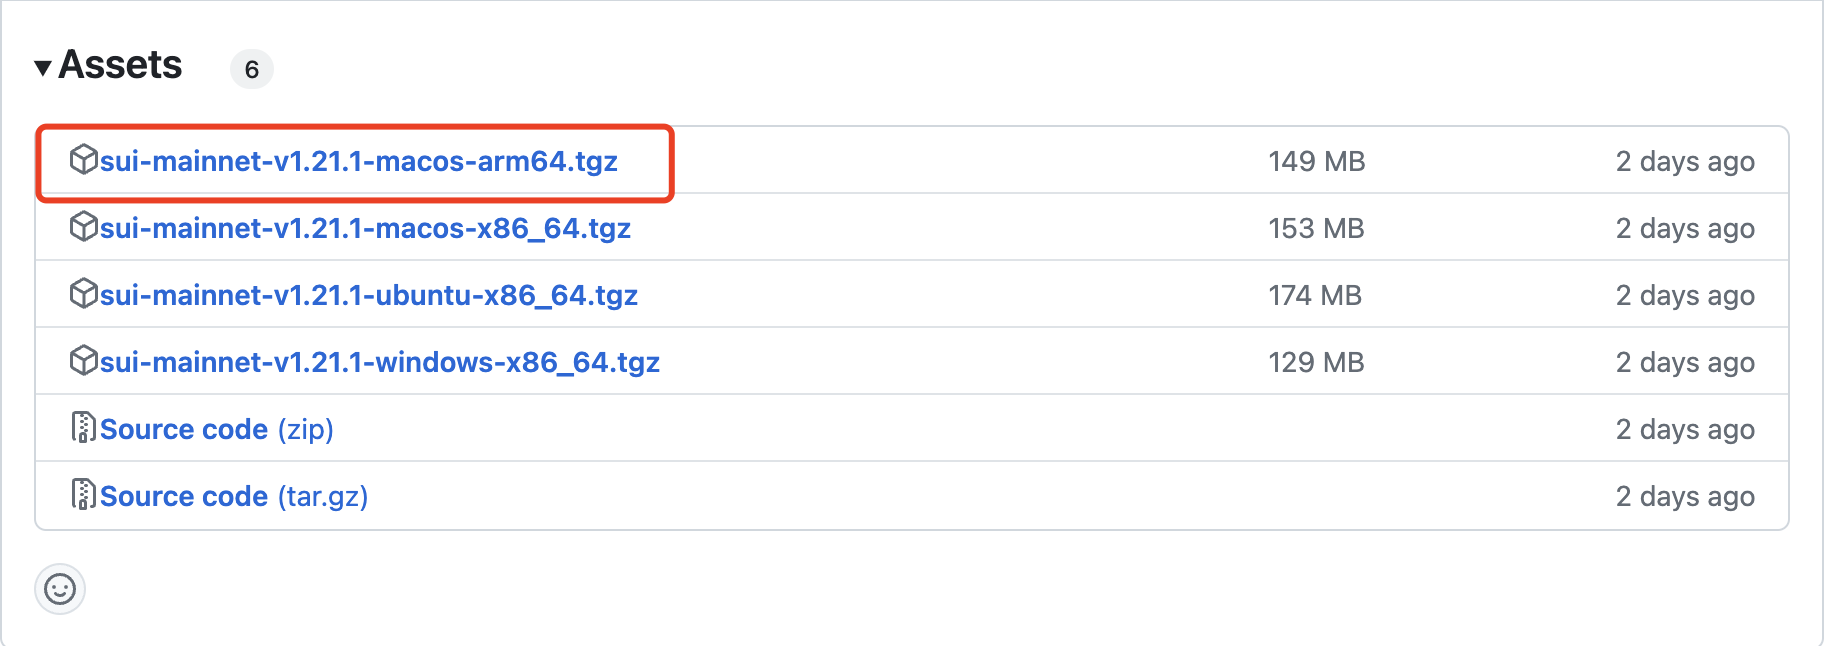 Assets 6
sui-mainnet-v1.21.1-macos-arm64.tgz 149 MB 2 days ago
sui-mainnet-v1.21.1-macos-x86_64.tgz 153 MB 2 days ago
sui-mainnet-v1.21.1-ubuntu-x86_64.tgz 174 MB 2 days ago
sui-mainnet-v1.21.1-windows-x86_64.tgz 129 MB 2 days ago
Source code (zip) 2 days ago
Source code (tar.gz) 2 days ago